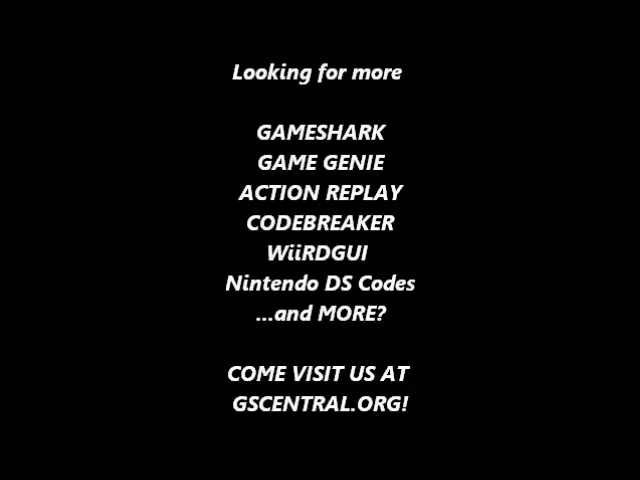 Looking for more
GAMESHARK
GAME GENIE
ACTION REPLAY
CODEBREAKER
WiiRDGUI
Nintendo DS Codes
...and MORE?
COME VISIT US AT
GSCENTRAL.ORG!